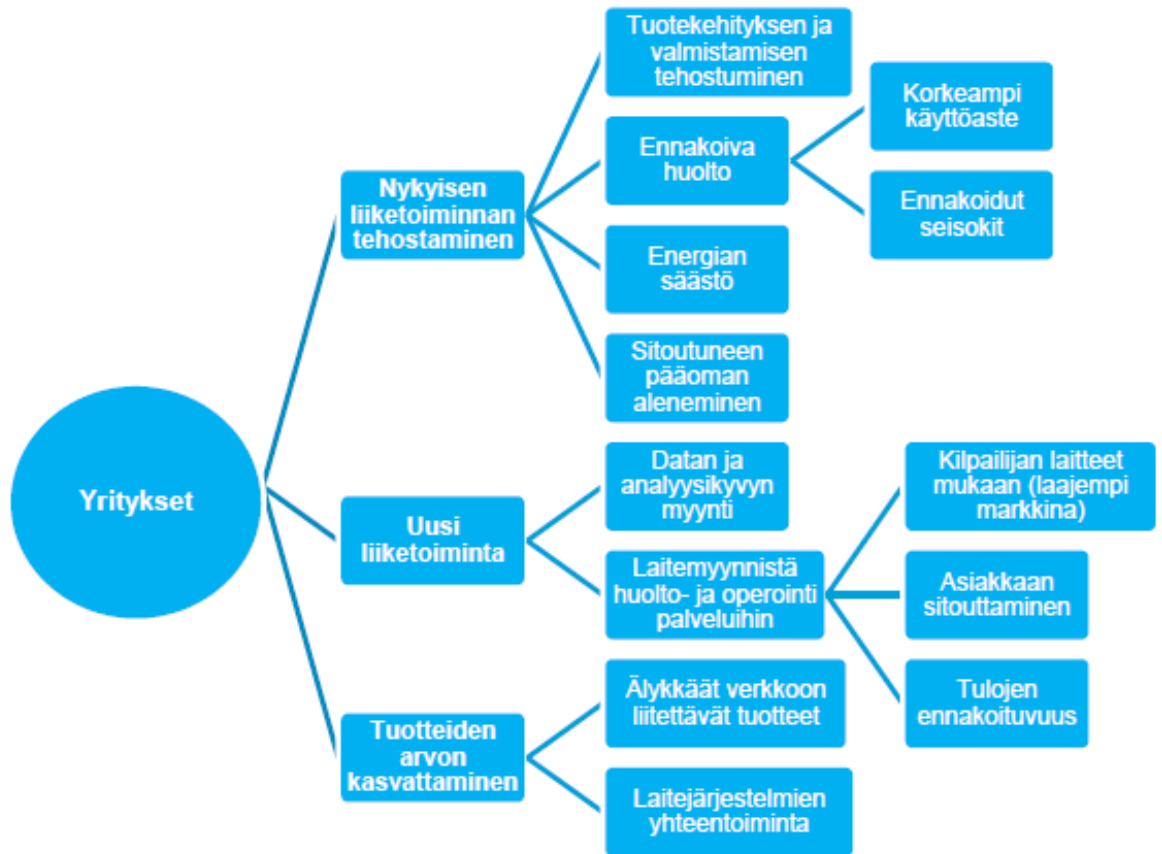 Yritykset
Nykyisen
liiketoiminnan
tehostaminen
Tuotekehityksen ja
valmistamisen
tehostuminen
Ennakoiva
huolto
Korkeampi
käyttöaste
Ennakoidut
seisokit
Energian
säästö
Sitoutuneen
pääoman
aleneminen
Uusi
liiketoiminta
Datan ja
analyysikyvyn
myynti
Laitemyynnistä
huolto- ja operointi
palveluihin
Kilpailijan laitteet
mukaan (laajempi
markkina)
Asiakkaan
sitouttaminen
Tulojen
ennakoituvuus
Tuotteiden
arvon
kasvattaminen
Älykkäät verkkoon
liitettävät tuotteet
Laitejärjestelmien
yhteentoiminta